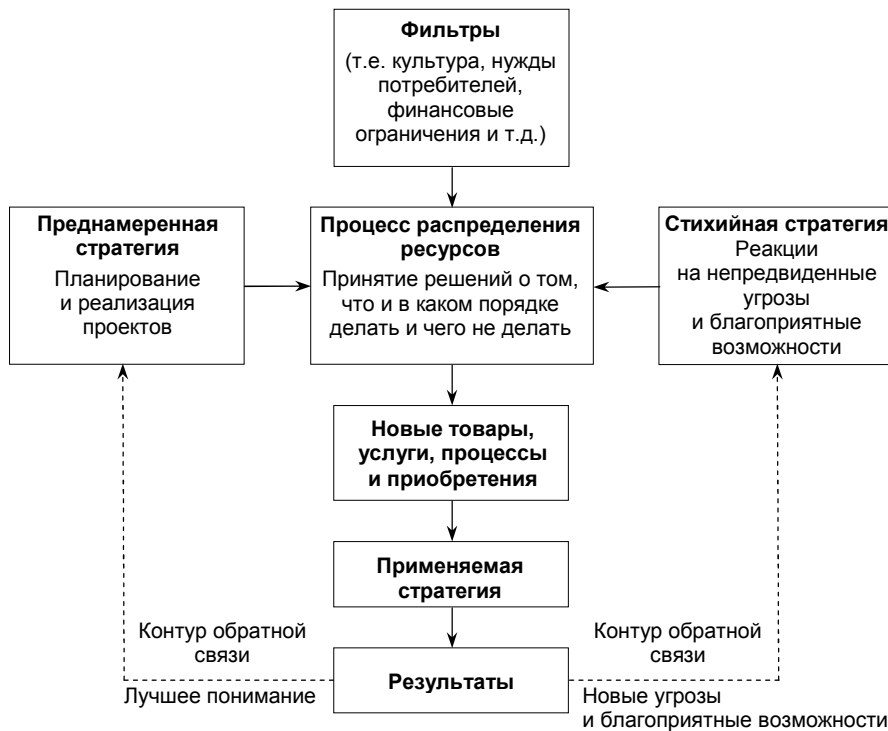 Фильтры
(т.е. культура, нужды
потребителей,
финансовые
ограничения и т.д.)
Преднамеренная
стратегия
Планирование
и реализация
проектов
Процесс распределения
ресурсов
Принятие решений о том,
что и в каком порядке
делать и чего не делать
Стихийная стратегия
Реакции
на непредвиденные
угрозы
и благоприятные
возможности
Новые товары,
услуги, процессы
и приобретения
Применяемая
стратегия
Контур обратной
связи
Лучшее понимание
Результаты
Контур обратной
связи
Новые угрозы
и благоприятные возможности